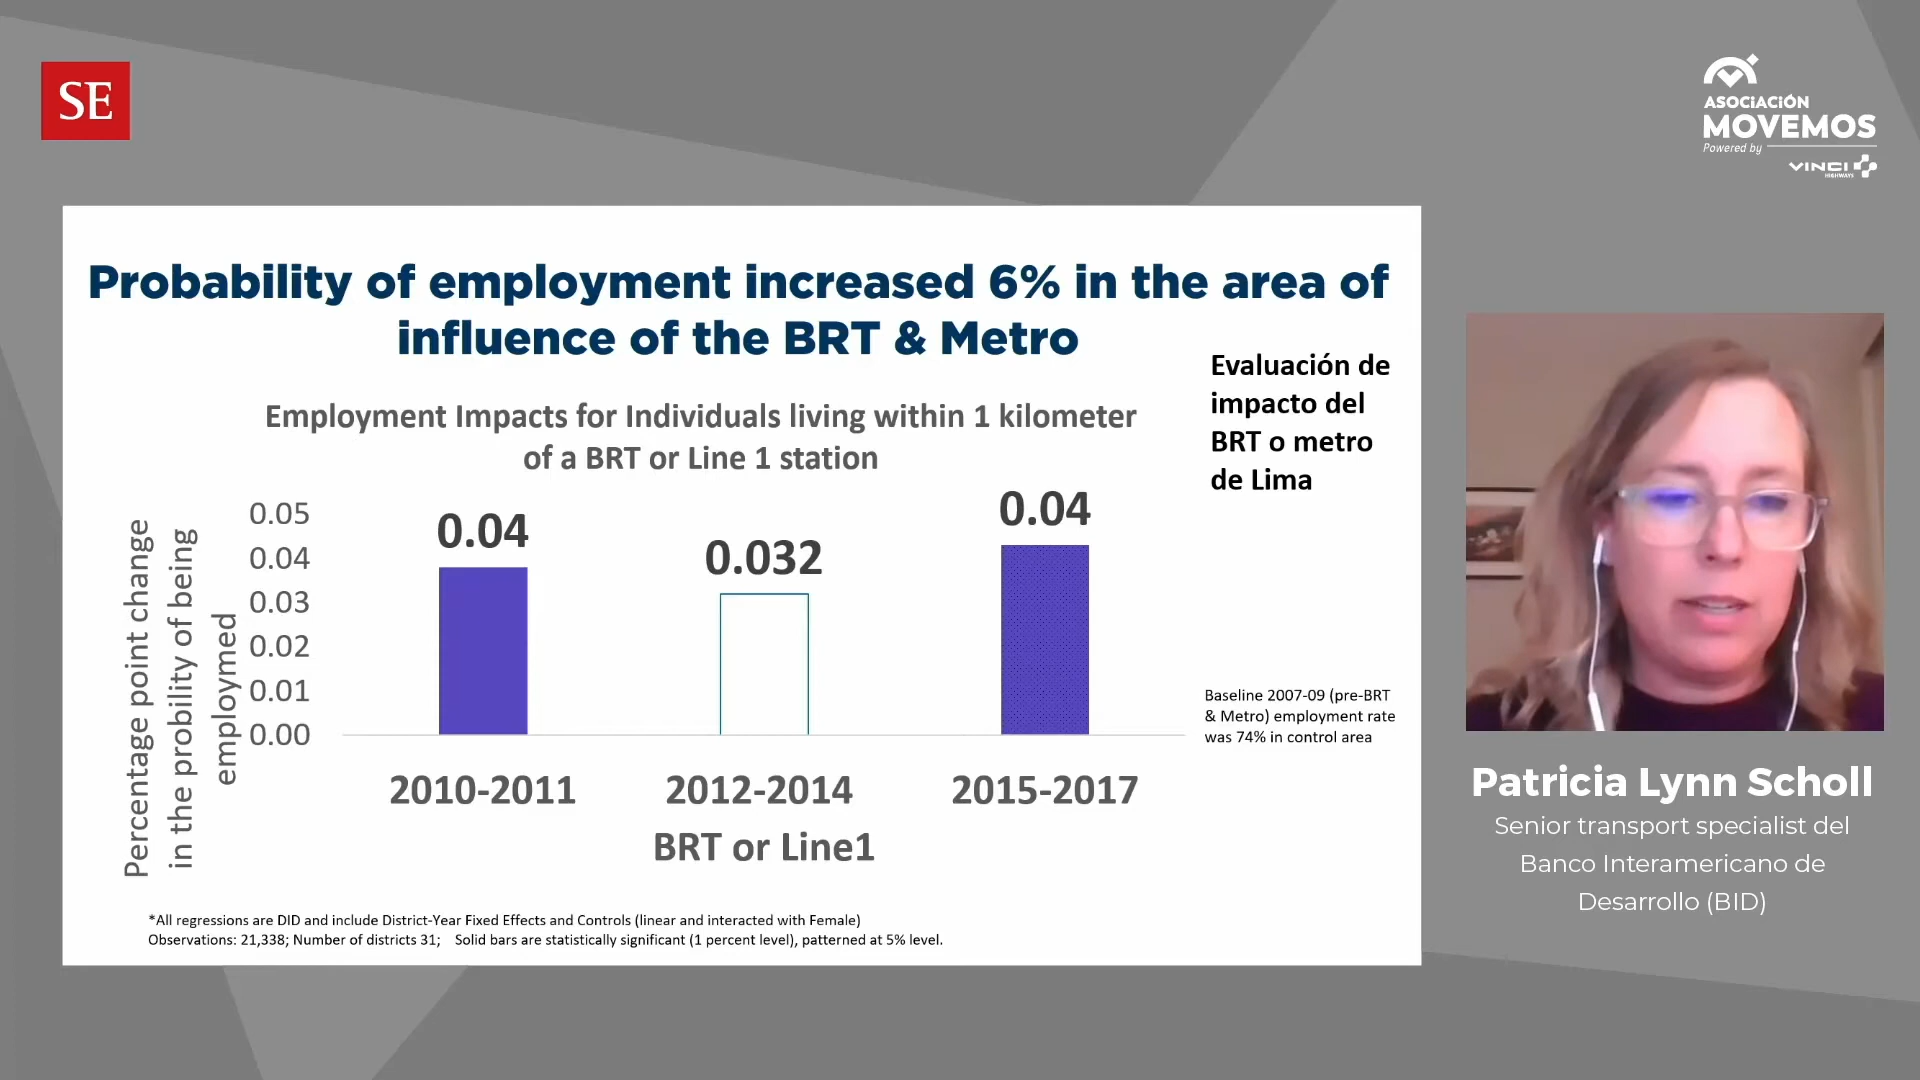 SE
ASOCIACIÓN
MOVEMOS
Powered by
VINCI
HIGHWAYS
Probability of employment increased 6% in the area of
influence of the BRT & Metro
Evaluación de
impacto del
BRT o metro
de Lima
Employment Impacts for Individuals living within 1 kilometer
of a BRT or Line 1 station
Percentage point change
in the probility of being
employmed
0.05
0.04
0.03
0.02
0.01
0.00
0.04
0.032
0.04
2010-2011
2012-2014
2015-2017
BRT or Line1
Baseline 2007-09 (pre-BRT
& Metro) employment rate
was 74% in control area
*All regressions are DID and include District-Year Fixed Effects and Controls (linear and interacted with Female)
Observations: 21,338; Number of districts 31; Solid bars are statistically significant (1 percent level), patterned at 5% level.
Patricia Lynn Scholl
Senior transport specialist del
Banco Interamericano de
Desarrollo (BID)